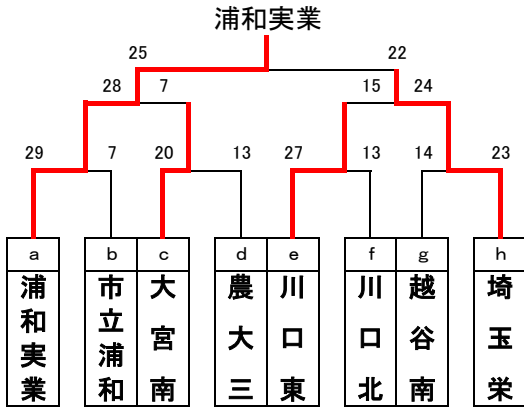 浦和実業
25 22
28 7 15 24
29 7 20 13 27 13 14 23
a b c d e f g h
浦和実業
市立浦和
大宮南
農大三
川口東
川口北
越谷南
埼玉栄